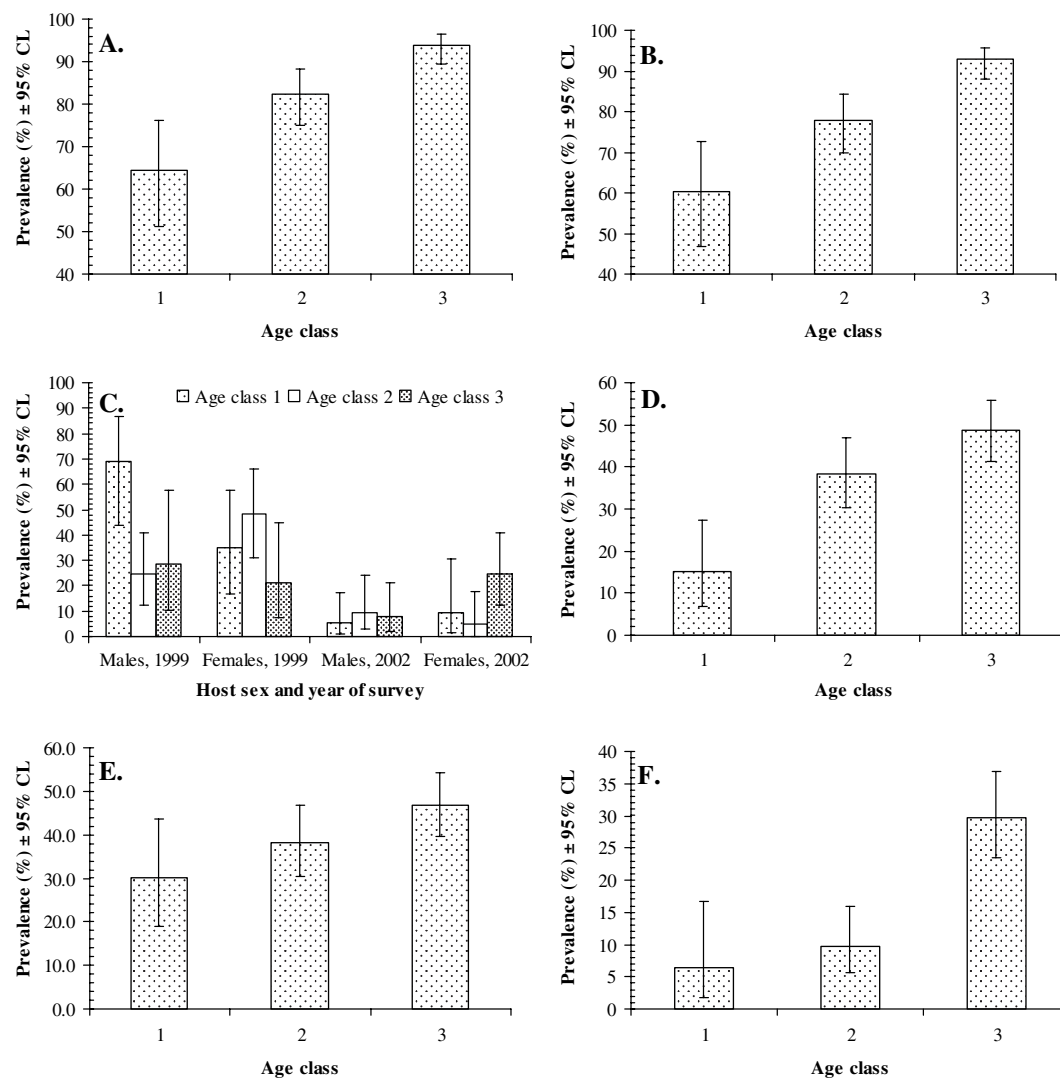 A.
Prevalence (%) ± 95% CL
100
90
80
70
60
50
40
1 2 3
Age class
B.
Prevalence (%) ± 95% CL
100
90
80
70
60
50
40
1 2 3
Age class
C.
Age class 1 Age class 2 Age class 3
Prevalence (%) ± 95% CL
100
90
80
70
60
50
40
30
20
10
0
Males, 1999 Females, 1999 Males, 2002 Females, 2002
Host sex and year of survey
D.
Prevalence (%) ± 95% CL
60
50
40
30
20
10
0
1 2 3
Age class
E.
Prevalence (%) ± 95% CL
60.0
50.0
40.0
30.0
20.0
10.0
0.0
1 2 3
Age class
F.
Prevalence (%) ± 95% CL
40
35
30
25
20
15
10
5
0
1 2 3
Age class